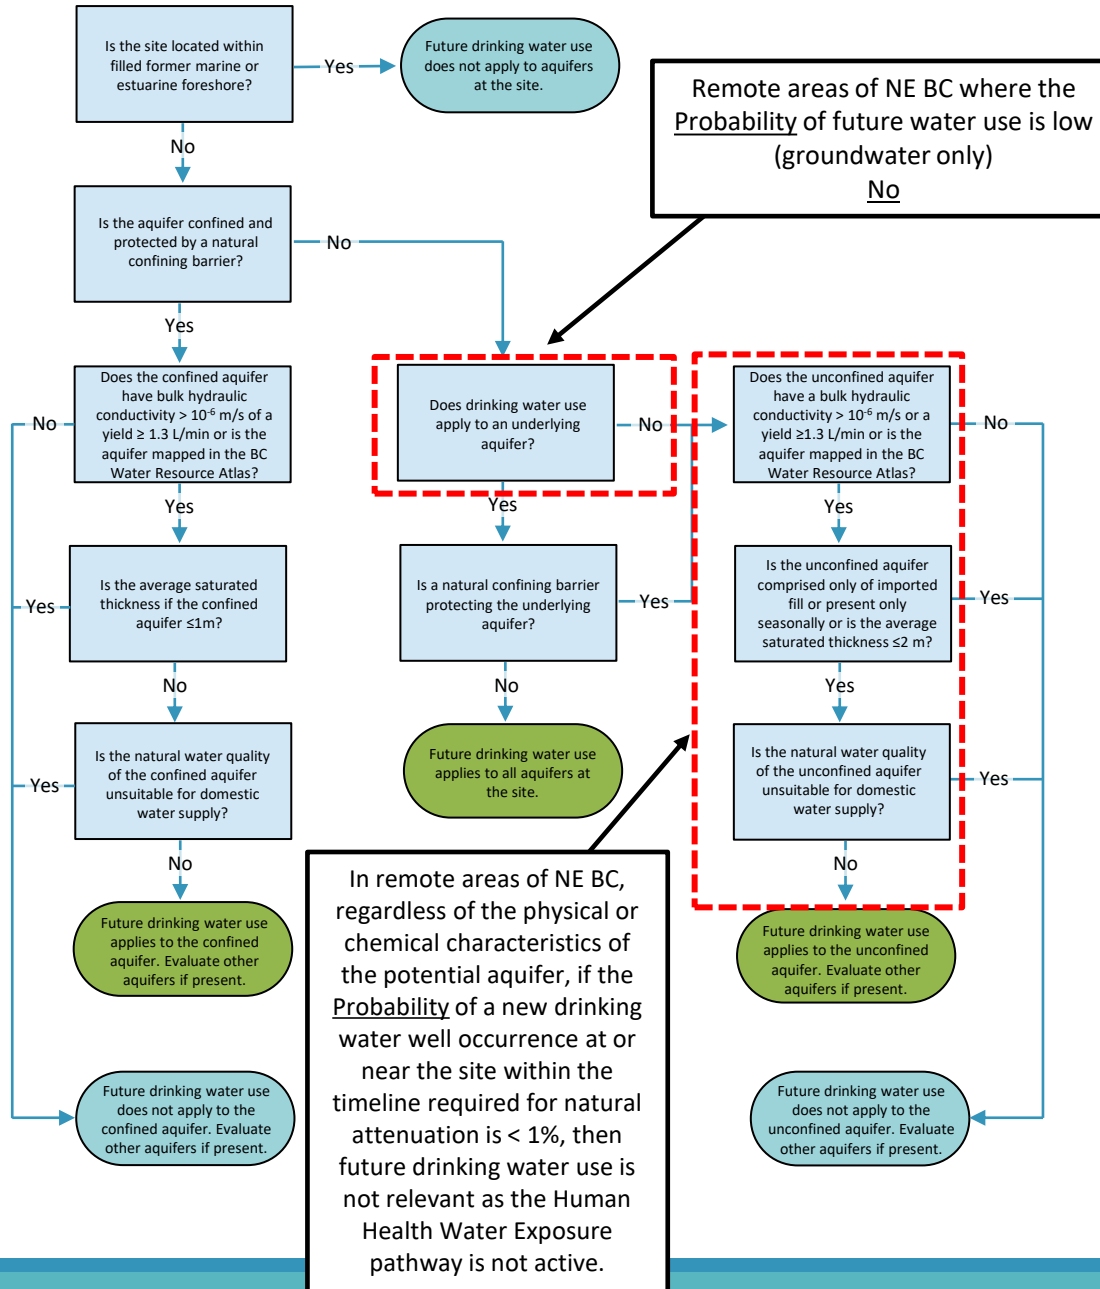 Is the site located within
filled former marine or
estuarine foreshore?
Yes
Future drinking water use
does not apply to aquifers
at the site.
Remote areas of NE BC where the
Probability of future water use is low
(groundwater only)
No
No
Is the aquifer confined and
protected by a natural
confining barrier?
No
Yes
Does the confined aquifer
have bulk hydraulic
conductivity > 10⁻⁶ m/s of a
yield ≥ 1.3 L/min or is the
aquifer mapped in the BC
Water Resource Atlas?
No
Does drinking water use
apply to an underlying
aquifer?
No
Does the unconfined aquifer
have a bulk hydraulic
conductivity > 10⁻⁶ m/s or a
yield ≥1.3 L/min or is the
aquifer mapped in the BC
Water Resource Atlas?
No
Yes
Yes
Yes
Is the average saturated
thickness if the confined
aquifer ≤1m?
Yes
Is a natural confining barrier
protecting the underlying
aquifer?
Yes
Is the unconfined aquifer
comprised only of imported
fill or present only
seasonally or is the average
saturated thickness ≤2 m?
Yes
No
No
Yes
Is the natural water quality
of the confined aquifer
unsuitable for domestic
water supply?
Yes
Future drinking water use
applies to all aquifers at
the site.
Is the natural water quality
of the unconfined aquifer
unsuitable for domestic
water supply?
Yes
No
No
Future drinking water use
applies to the confined
aquifer. Evaluate other
aquifers if present.
In remote areas of NE BC,
regardless of the physical or
chemical characteristics of
the potential aquifer, if the
Probability of a new drinking
water well occurrence at or
near the site within the
timeline required for natural
attenuation is < 1%, then
future drinking water use is
not relevant as the Human
Health Water Exposure
pathway is not active.
Future drinking water use
applies to the unconfined
aquifer. Evaluate other
aquifers if present.
Future drinking water use
does not apply to the
confined aquifer. Evaluate
other aquifers if present.
Future drinking water use
does not apply to the
unconfined aquifer. Evaluate
other aquifers if present.